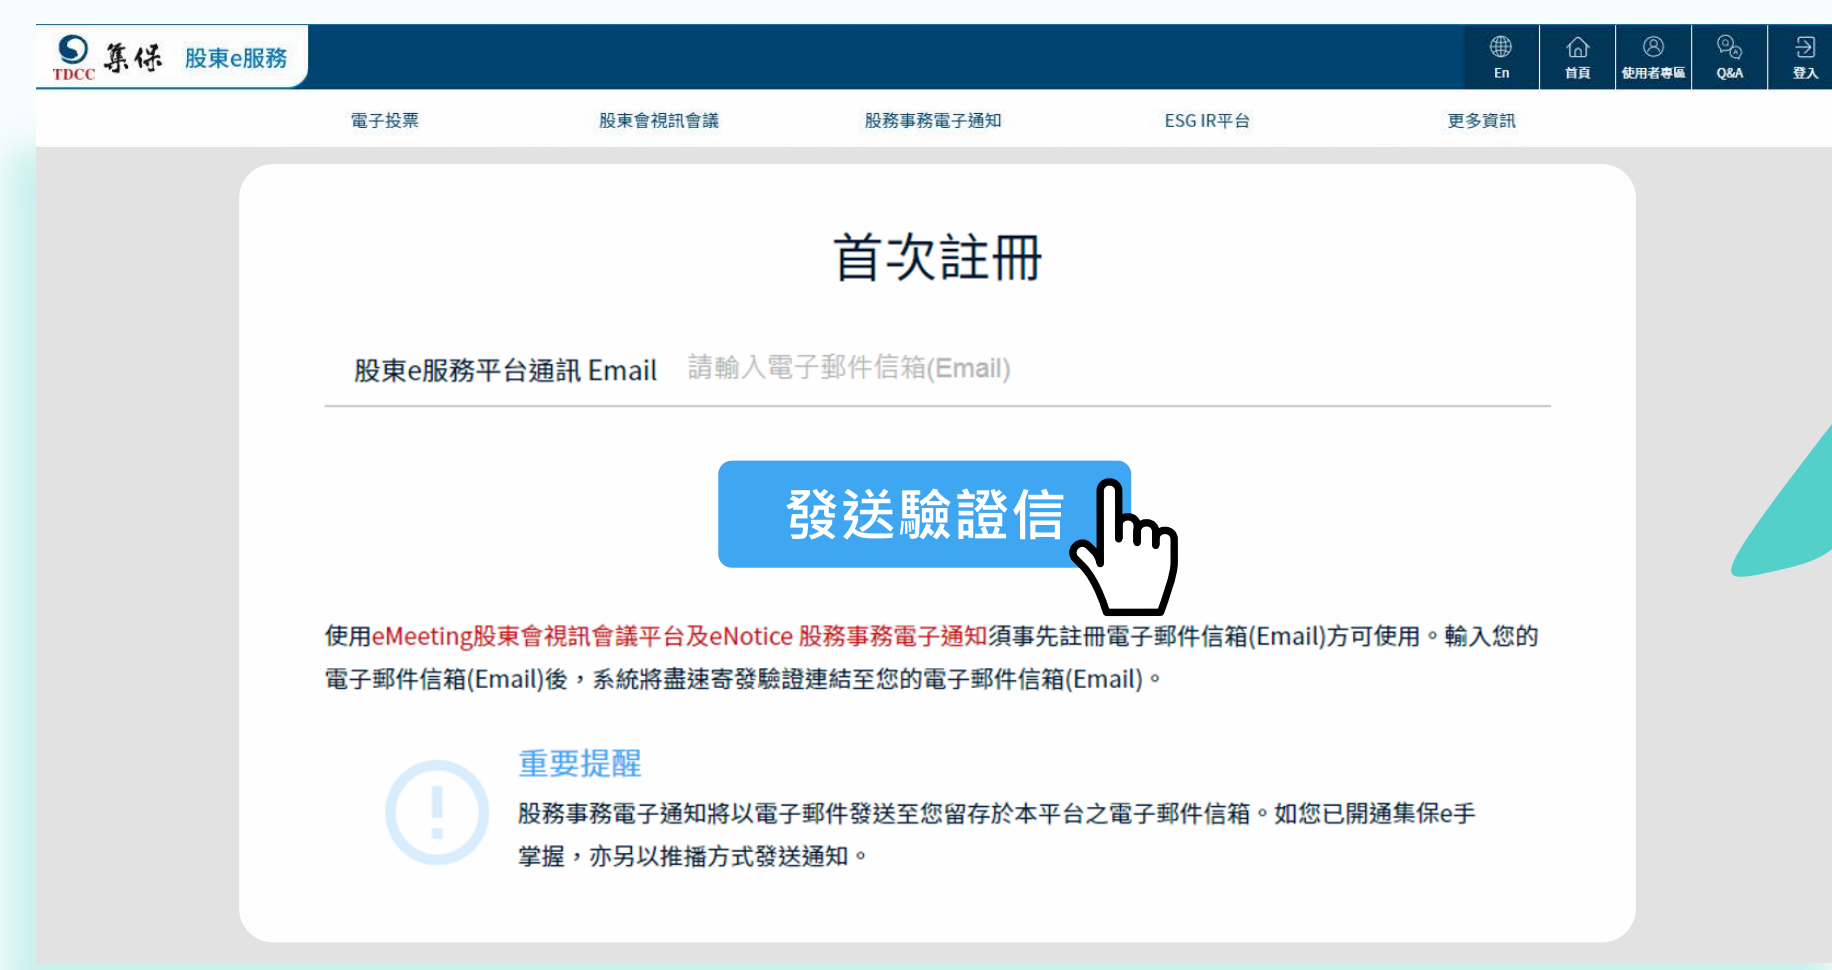 TDCC 集保 股東e服務
En 首頁 使用者專區 Q&A 登入
電子投票 股東會視訊會議 股務事務電子通知 ESG IR平台 更多資訊
首次註冊
股東e服務平台通訊 Email 請輸入電子郵件信箱(Email)
發送驗證信
使用eMeeting股東會視訊會議平台及eNotice 股務事務電子通知須事先註冊電子郵件信箱(Email)方可使用。輸入您的
電子郵件信箱(Email)後，系統將盡速寄發驗證連結至您的電子郵件信箱(Email)。
重要提醒
股務事務電子通知將以電子郵件發送至您留存於本平台之電子郵件信箱。如您已開通集保e手
掌握，亦另以推播方式發送通知。